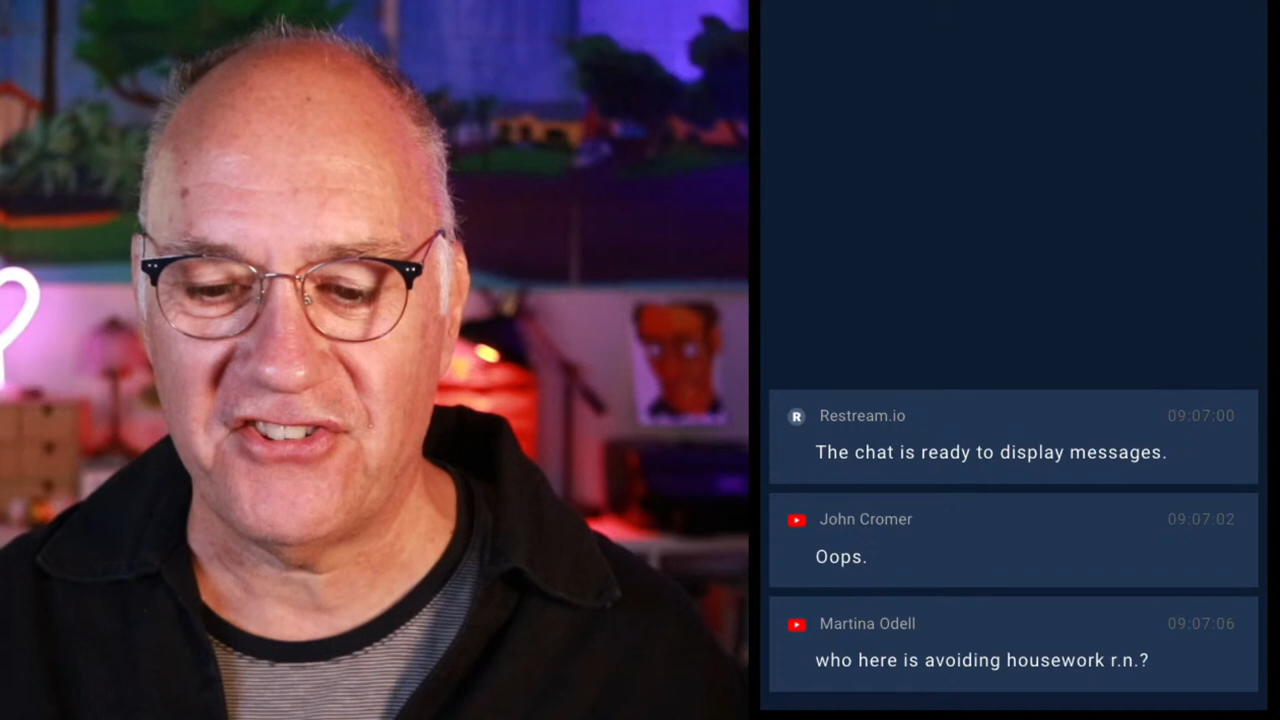 R Restream.io 09:07:00
The chat is ready to display messages.
John Cromer 09:07:02
Oops.
Martina Odell 09:07:06
who here is avoiding housework r.n.?